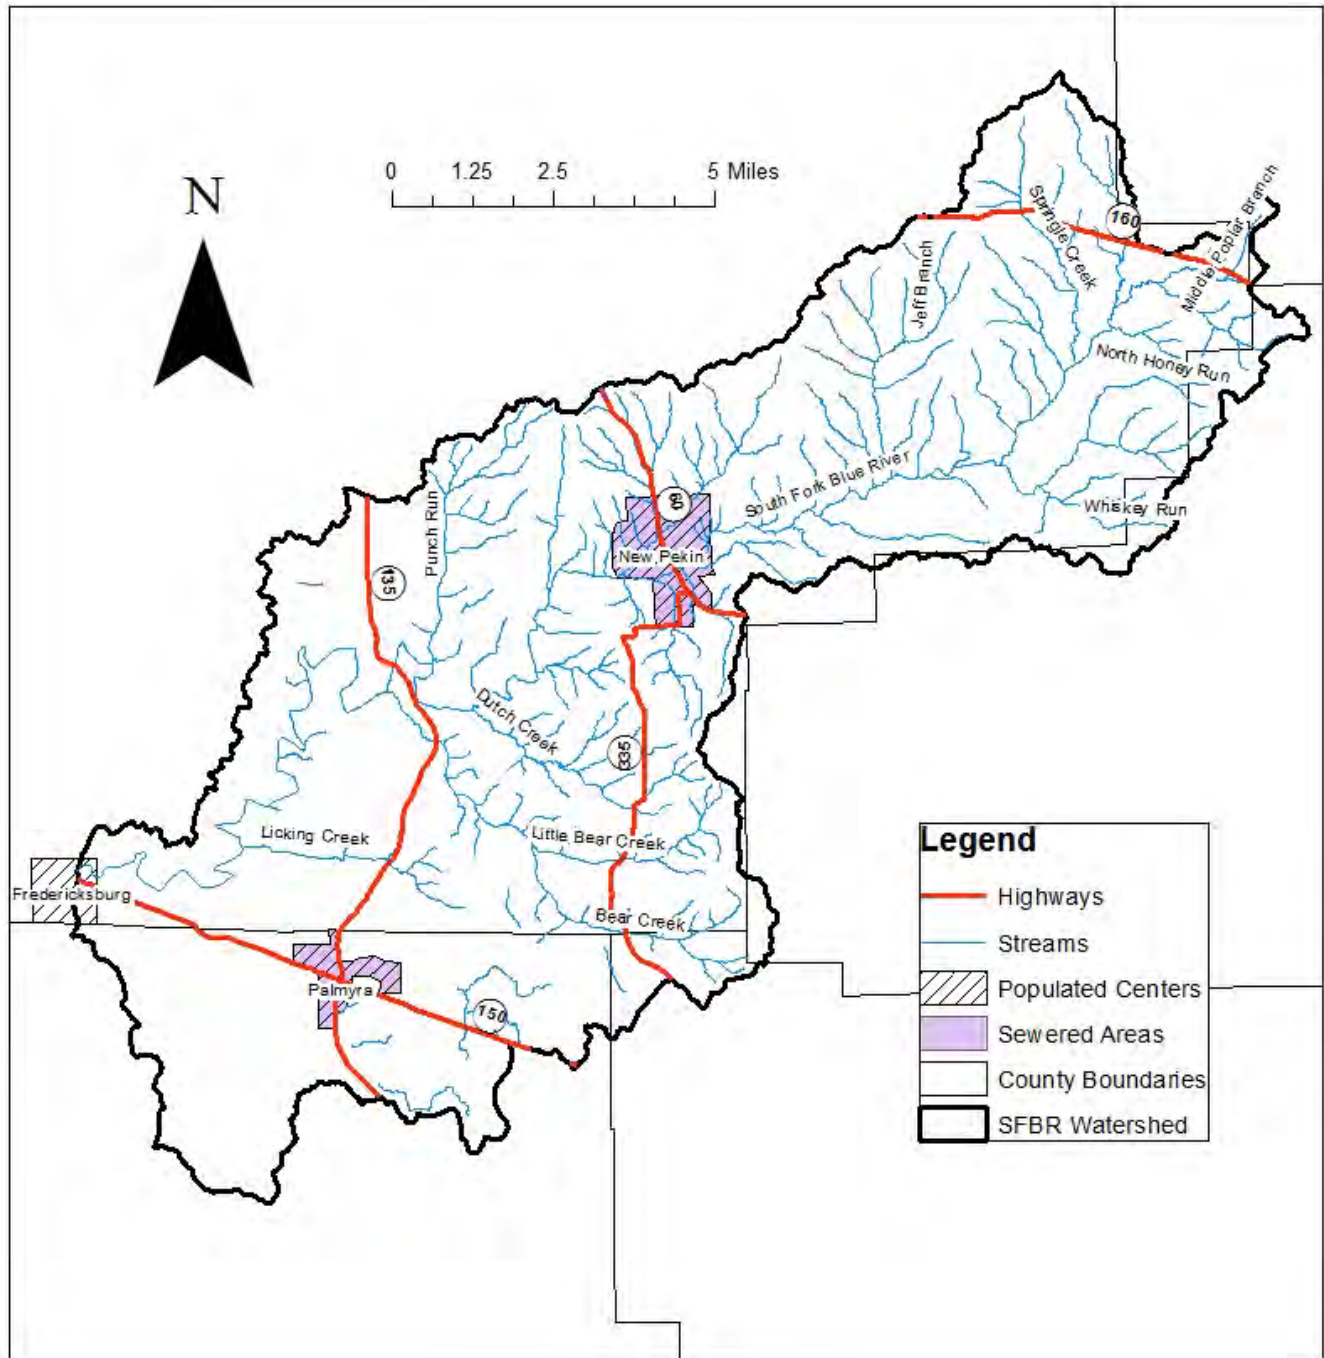 N
0 1.25 2.5 5 Miles
Springle Creek
160
Middle Poplar Branch
Jeff Branch
North Honey Run
South Fork Blue River
Whiskey Run
Punch Run
60
New Pekin
135
Dutch Creek
335
Licking Creek
Little Bear Creek
Fredericksburg
Bear Creek
Palmyra
150
Legend
Highways
Streams
Populated Centers
Sewered Areas
County Boundaries
SFBR Watershed